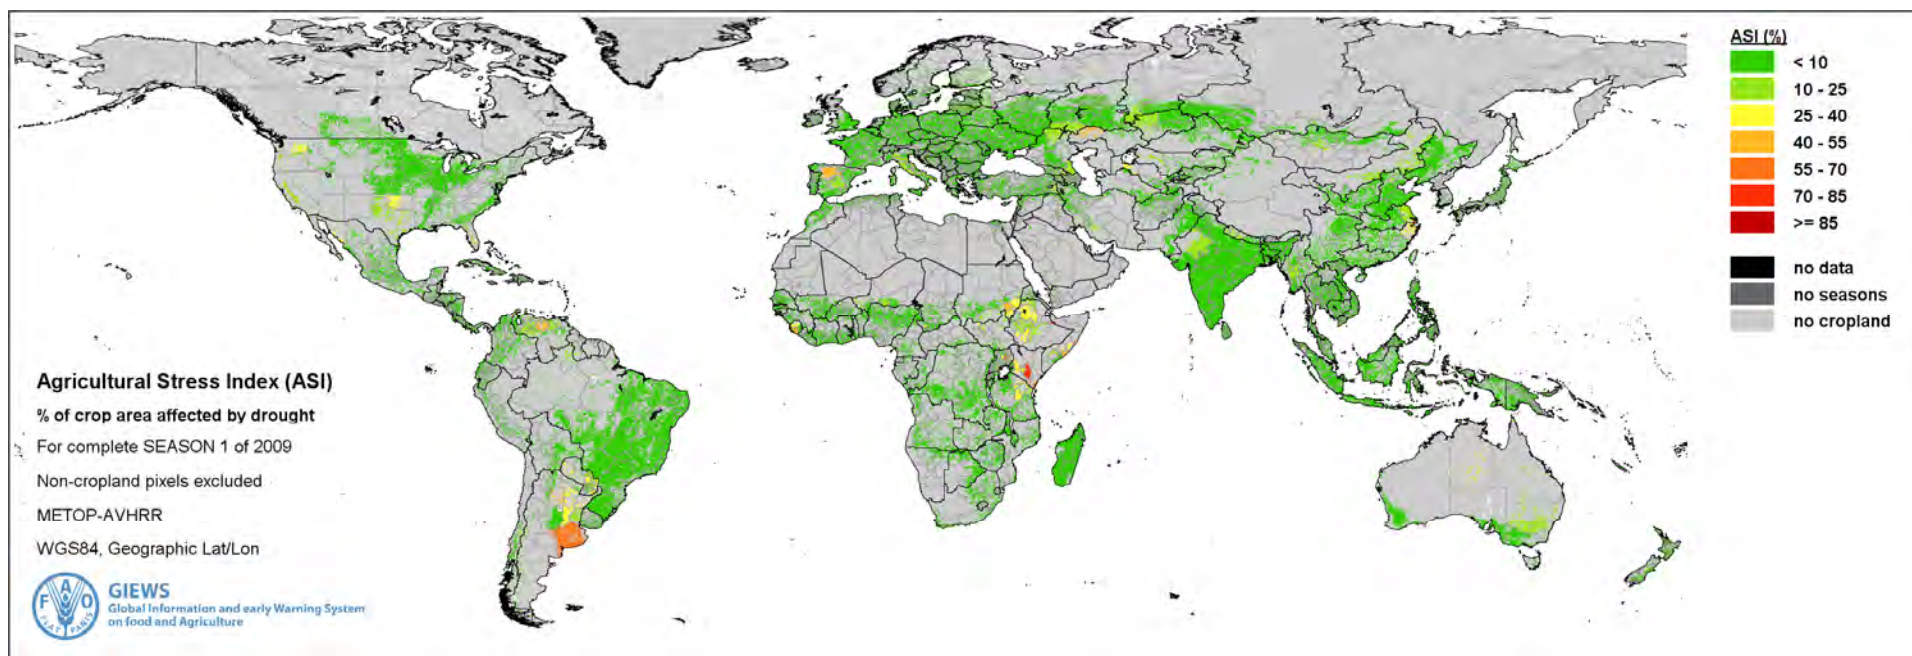 ASI (%)
< 10
10 - 25
25 - 40
40 - 55
55 - 70
70 - 85
>= 85
no data
no seasons
no cropland
Agricultural Stress Index (ASI)
% of crop area affected by drought
For complete SEASON 1 of 2009
Non-cropland pixels excluded
METOP-AVHRR
WGS84, Geographic Lat/Lon
F A O
FIAT PANIS
GIEWS
Global Information and early Warning System
on food and Agriculture